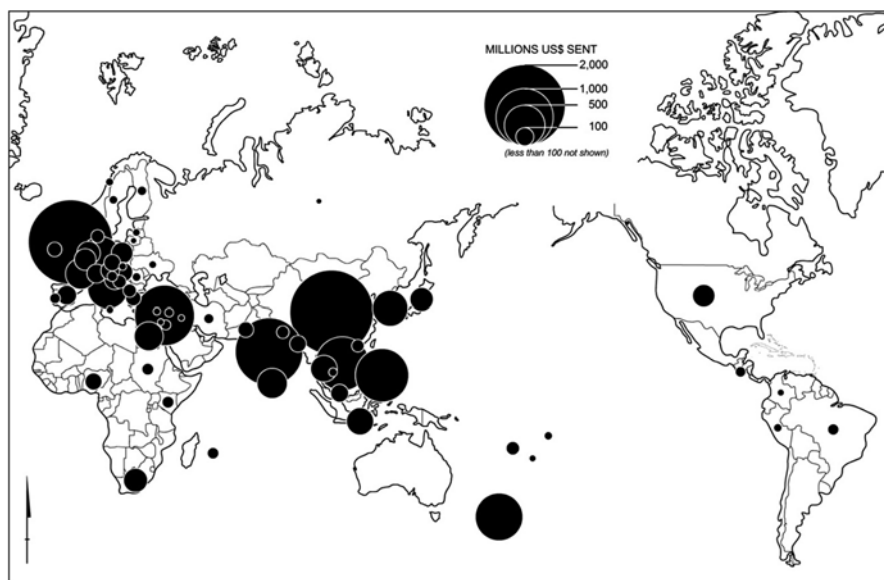 MILLIONS US$ SENT
2,000
1,000
500
100
(less than 100 not shown)